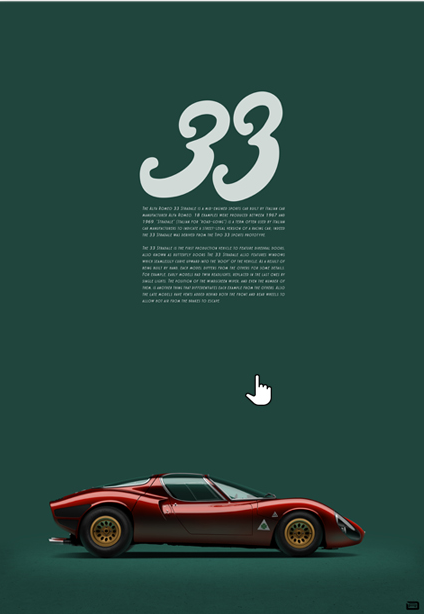 33
THE ALFA ROMEO 33 STRADALE IS A MID-ENGINED SPORTS CAR BUILT BY ITALIAN CAR
MANUFACTURER ALFA ROMEO. 18 EXAMPLES WERE PRODUCED BETWEEN 1967 AND
1969. 'STRADALE' (ITALIAN FOR "ROAD-GOING") IS A TERM OFTEN USED BY ITALIAN
CAR MANUFACTURERS TO INDICATE A STREET-LEGAL VERSION OF A RACING CAR; INDEED
THE 33 STRADALE WAS DERIVED FROM THE TIPO 33 SPORTS PROTOTYPE.
THE 33 STRADALE IS THE FIRST PRODUCTION VEHICLE TO FEATURE DIHEDRAL DOORS,
ALSO KNOWN AS BUTTERFLY DOORS. THE 33 STRADALE ALSO FEATURES WINDOWS
WHICH SEAMLESSLY CURVE UPWARD INTO THE 'ROOF' OF THE VEHICLE. AS A RESULT OF
BEING BUILT BY HAND, EACH MODEL DIFFERS FROM THE OTHERS FOR SOME DETAILS.
FOR EXAMPLE, EARLY MODELS HAD TWIN HEADLIGHTS, REPLACED IN THE LAST ONES BY
SINGLE LIGHTS. THE POSITION OF THE WINDSCREEN WIPER, AND EVEN THE NUMBER OF
THEM, IS ANOTHER THING THAT DIFFERENTIATES EACH EXAMPLE FROM THE OTHERS. ALSO
THE LATE MODELS HAVE VENTS ADDED BEHIND BOTH THE FRONT AND REAR WHEELS TO
ALLOW HOT AIR FROM THE BRAKES TO ESCAPE.